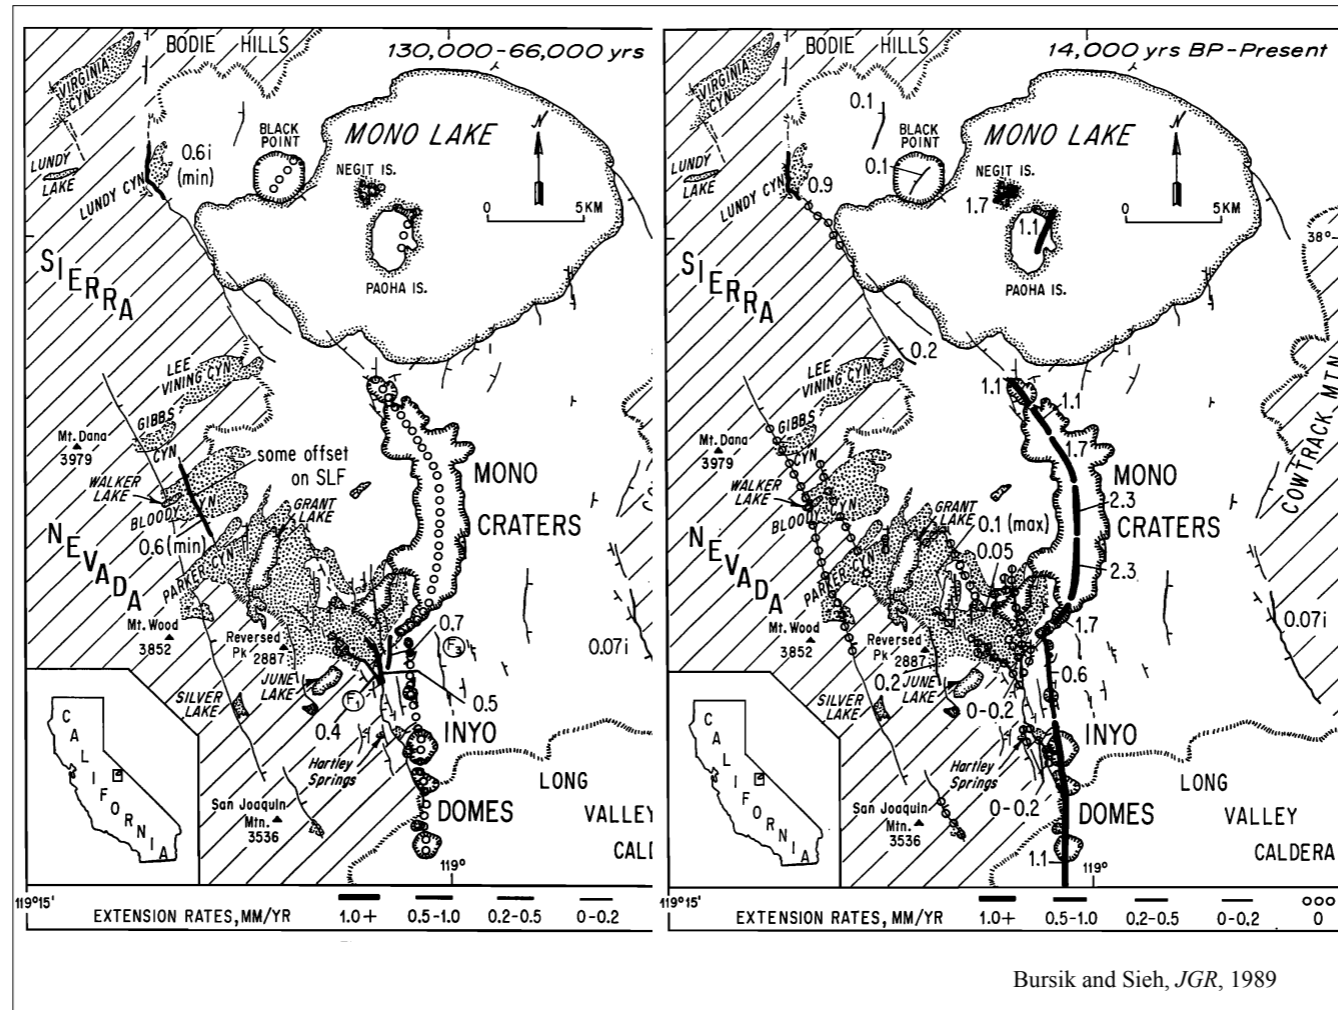 130,000-66,000 yrs
BODIE HILLS
VIRGINIA
CYN.
LUNDY
LAKE
LUNDY CYN
0.6i
(min)
BLACK
POINT
MONO LAKE
NEGIT IS.
PAOHA IS.
N
0 5KM
SIERRA
NEVADA
LEE
VINING CYN
GIBBS
CYN
Mt. Dana
3979
WALKER
LAKE
BLOODY
CYN
some offset
on SLF
GRANT
LAKE
0.6 (min)
PARKER CYN
MONO
CRATERS
Mt. Wood
3852
Reversed
Pk
2887
JUNE
LAKE
SILVER
LAKE
0.7
F3
F1
0.5
0.4
0.07i
INYO
DOMES
Hartley
Springs
San Joaquin
Mtn.
3536
LONG
VALLEY
CALD
CALIFORNIA
119°
119°15'
EXTENSION RATES, MM/YR 1.0+ 0.5-1.0 0.2-0.5 0-0.2
14,000 yrs BP-Present
BODIE HILLS
VIRGINIA
CYN.
LUNDY
LAKE
LUNDY CYN
0.9
0.1
BLACK
POINT
0.1
MONO LAKE
NEGIT IS.
1.7
1.1
PAOHA IS.
N
0 5KM
38°
SIERRA
NEVADA
0.2
LEE
VINING CYN
GIBBS
CYN
Mt. Dana
3979
WALKER
LAKE
BLOODY
CYN
GRANT
LAKE
PARKER CYN
0.1 (max)
0.05
1.1
1.1
1.7
MONO
2.3
CRATERS
2.3
1.7
COWTRACK MTN
Mt. Wood
3852
Reversed
Pk
2887
0.2
JUNE
LAKE
SILVER
LAKE
0-0.2
0.6
0.07i
INYO
DOMES
Hartley
Springs
0-0.2
San Joaquin
Mtn.
3536
1.1
LONG
VALLEY
CALDERA
CALIFORNIA
119°
119°15'
EXTENSION RATES, MM/YR 1.0+ 0.5-1.0 0.2-0.5 0-0.2 0
Bursik and Sieh, JGR, 1989